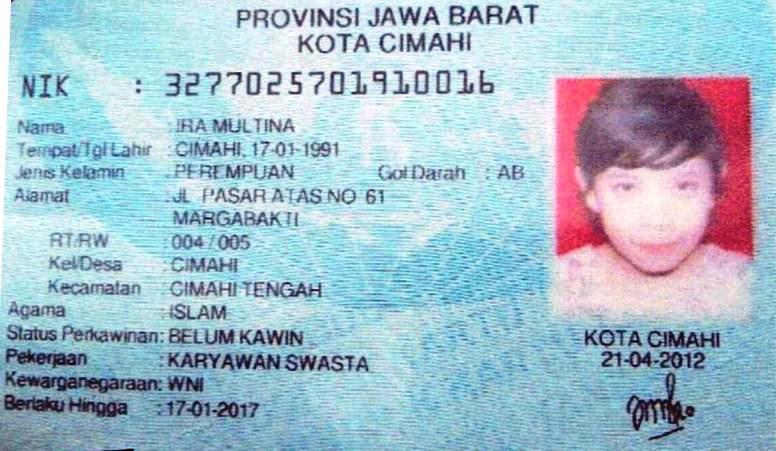 PROVINSI JAWA BARAT
KOTA CIMAHI
NIK : 3277025701910016
Nama : IRA MULTINA
Tempat/Tgl Lahir : CIMAHI, 17-01-1991
Jenis Kelamin : PEREMPUAN Gol Darah : AB
Alamat : JL PASAR ATAS NO 61
MARGABAKTI
RT/RW : 004 / 005
Kel/Desa : CIMAHI
Kecamatan : CIMAHI TENGAH
Agama : ISLAM
Status Perkawinan: BELUM KAWIN
Pekerjaan : KARYAWAN SWASTA
Kewarganegaraan: WNI
Berlaku Hingga : 17-01-2017
KOTA CIMAHI
21-04-2012